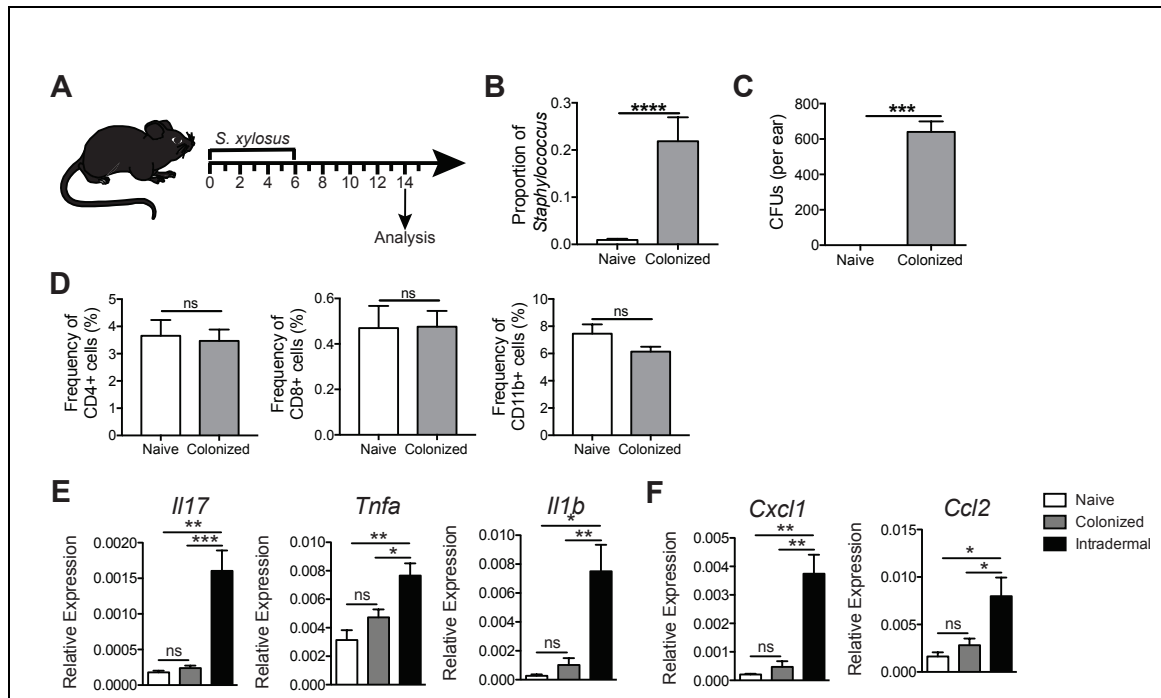 A
S. xylosus
0 2 4 6 8 10 12 14
Analysis
B
Proportion of
Staphylococcus
0.3
0.2
0.1
0.0
****
Naive Colonized
C
CFUs (per ear)
800
600
400
200
0
***
Naive Colonized
D
Frequency of
CD4+ cells (%)
5
4
3
2
1
0
ns
Naive Colonized
Frequency of
CD8+ cells (%)
0.6
0.4
0.2
0.0
ns
Naive Colonized
Frequency of
CD11b+ cells (%)
10
8
6
4
2
0
ns
Naive Colonized
E
Il17
Relative Expression
0.0020
0.0015
0.0010
0.0005
0.0000
**
***
ns
Tnfa
Relative Expression
0.010
0.008
0.006
0.004
0.002
0.000
**
*
ns
Il1b
Relative Expression
0.010
0.008
0.006
0.004
0.002
0.000
*
**
ns
F
Cxcl1
Relative Expression
0.006
0.005
0.004
0.003
0.002
0.001
0.000
**
**
ns
Ccl2
Relative Expression
0.015
0.010
0.005
0.000
*
*
ns
Naive
Colonized
Intradermal